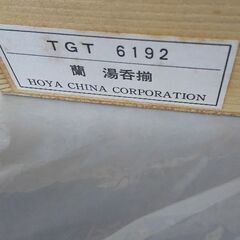 TGT 6192
蘭 湯呑揃
HOYA CHINA CORPORATION